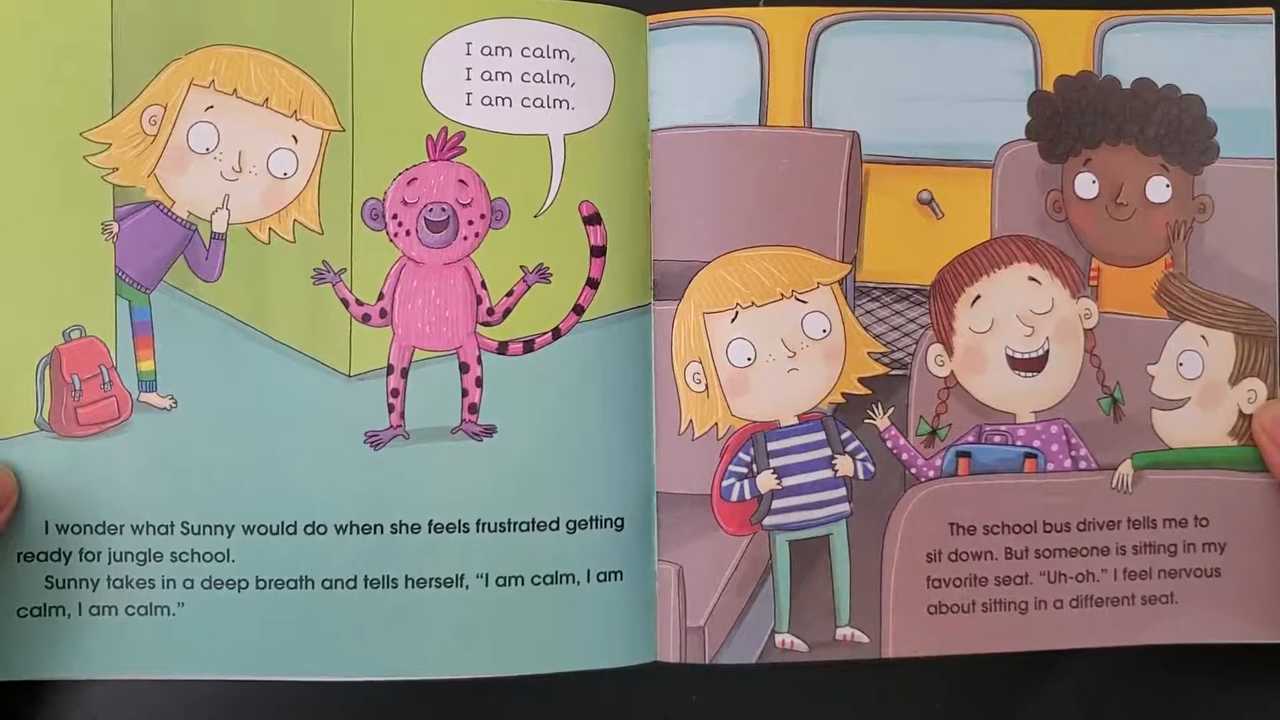 I am calm,
I am calm,
I am calm.
I wonder what Sunny would do when she feels frustrated getting
ready for jungle school.
Sunny takes in a deep breath and tells herself, “I am calm, I am
calm, I am calm.”
The school bus driver tells me to
sit down. But someone is sitting in my
favorite seat. “Uh-oh.” I feel nervous
about sitting in a different seat.